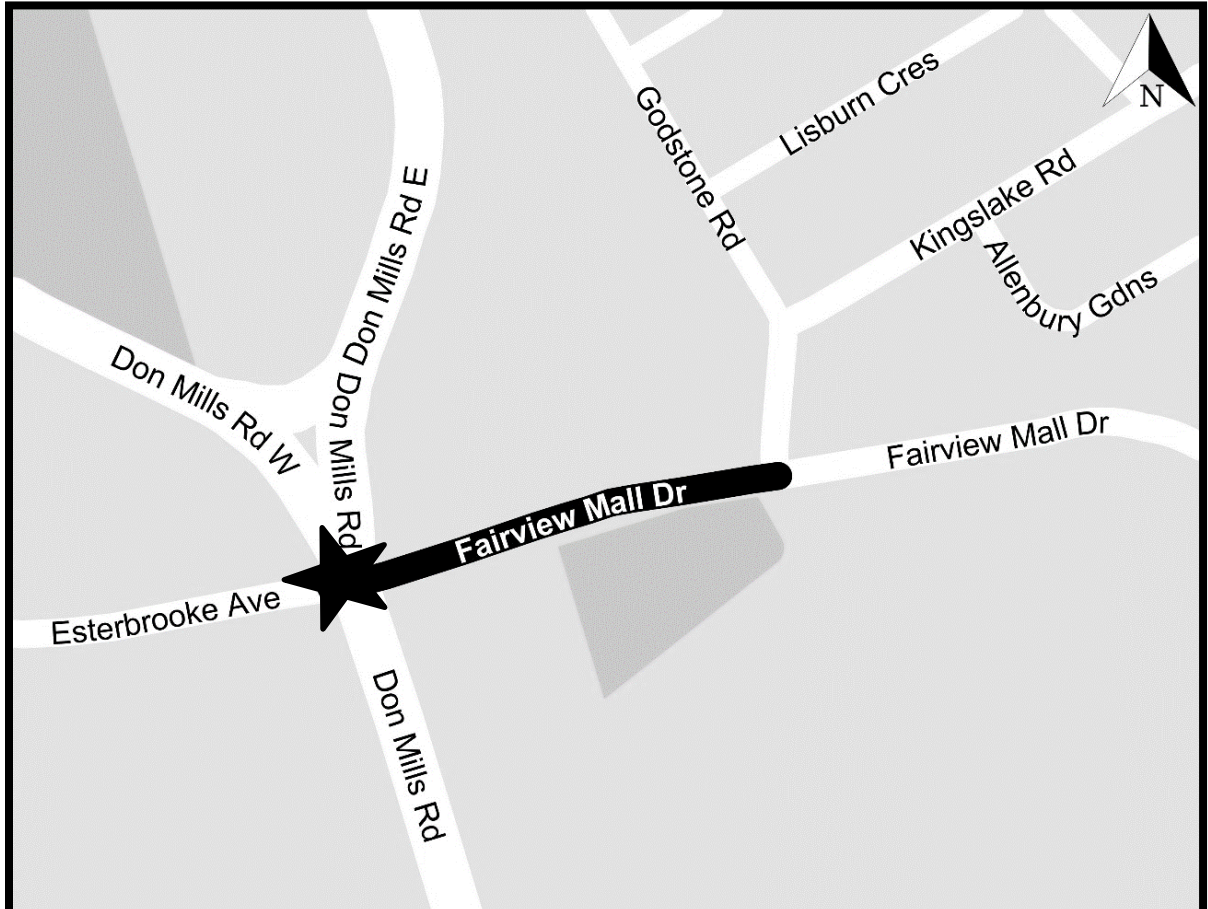 N
Lisburn Cres
Godstone Rd
Kingslake Rd
Allenbury Gdns
Don Mills Rd E
Don Mills Rd W
Do
Don Mills Rd
Fairview Mall Dr
Fairview Mall Dr
Esterbrooke Ave
Don Mills Rd